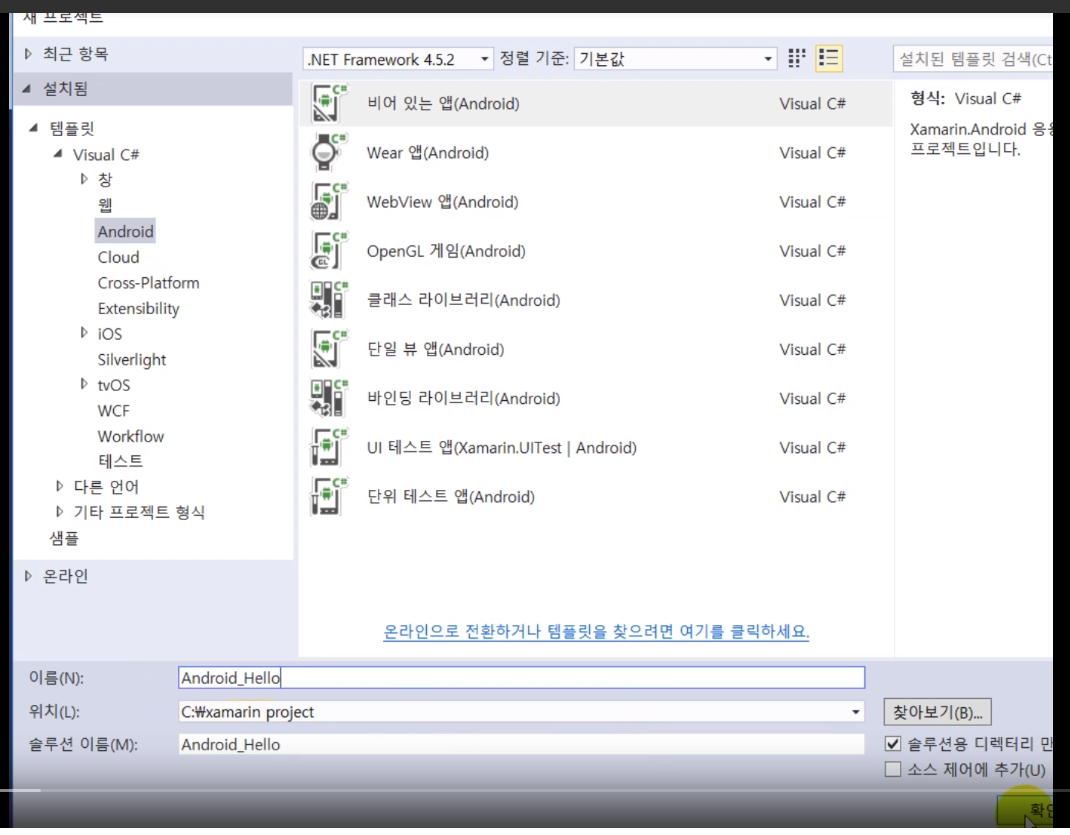 새 프로젝트
최근 항목
.NET Framework 4.5.2
정렬 기준:
기본값
설치된 템플릿 검색(Ct
설치됨
템플릿
Visual C#
창
웹
Android
Cloud
Cross-Platform
Extensibility
iOS
Silverlight
tvOS
WCF
Workflow
테스트
다른 언어
기타 프로젝트 형식
샘플
온라인
비어 있는 앱(Android) Visual C#
Wear 앱(Android) Visual C#
WebView 앱(Android) Visual C#
OpenGL 게임(Android) Visual C#
클래스 라이브러리(Android) Visual C#
단일 뷰 앱(Android) Visual C#
바인딩 라이브러리(Android) Visual C#
UI 테스트 앱(Xamarin.UITest | Android) Visual C#
단위 테스트 앱(Android) Visual C#
온라인으로 전환하거나 템플릿을 찾으려면 여기를 클릭하세요.
형식: Visual C#
Xamarin.Android 응용
프로젝트입니다.
이름(N): Android_Hello
위치(L): C:₩xamarin project 찾아보기(B)...
솔루션 이름(M): Android_Hello
솔루션용 디렉터리 만
소스 제어에 추가(U)
확인